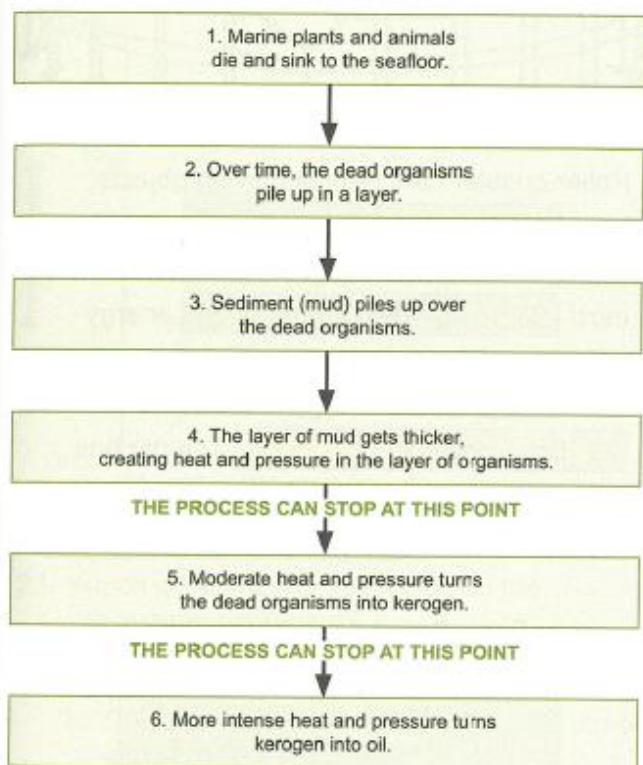 1. Marine plants and animals
die and sink to the seafloor.
2. Over time, the dead organisms
pile up in a layer.
3. Sediment (mud) piles up over
the dead organisms.
4. The layer of mud gets thicker,
creating heat and pressure in the layer of organisms.
THE PROCESS CAN STOP AT THIS POINT
5. Moderate heat and pressure turns
the dead organisms into kerogen.
THE PROCESS CAN STOP AT THIS POINT
6. More intense heat and pressure turns
kerogen into oil.